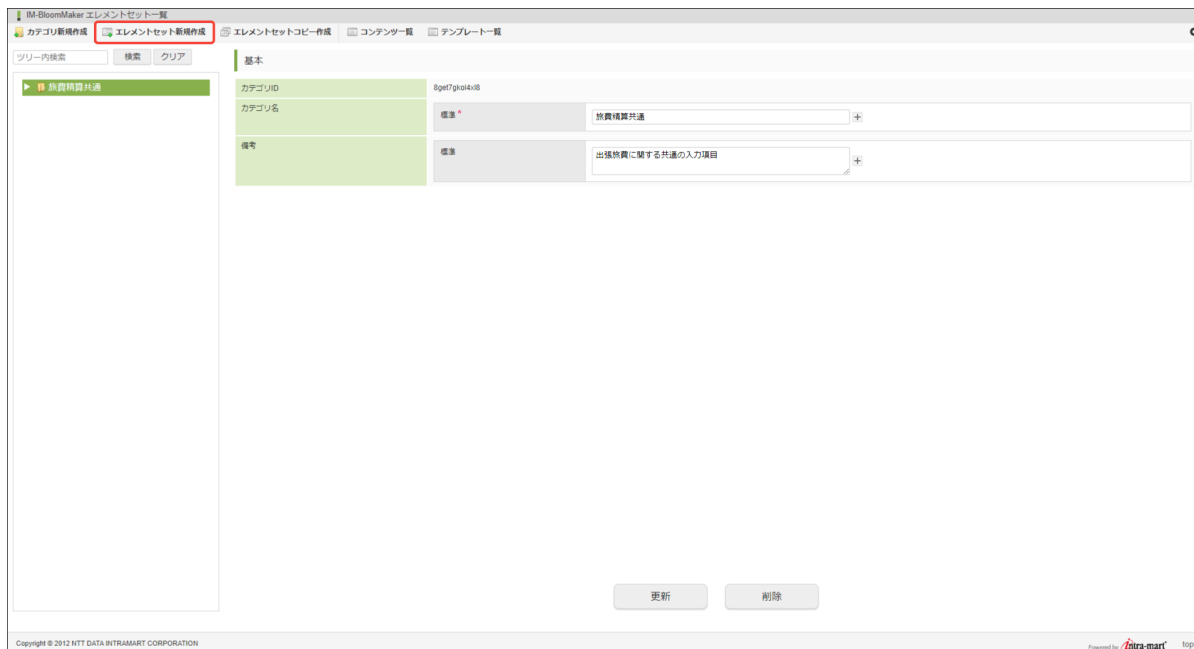 IM-BloomMaker エレメントセット一覧
カテゴリ新規作成 エレメントセット新規作成 エレメントセットコピー作成 コンテンツ一覧 テンプレート一覧
ツリー内検索 検索 クリア
基本
旅費精算共通
カテゴリID 8get7gkoi4xl8
カテゴリ名 標準 * 旅費精算共通
備考 標準 出張旅費に関する共通の入力項目
更新 削除
Copyright © 2012 NTT DATA INTRAMART CORPORATION Powered by intra-mart top